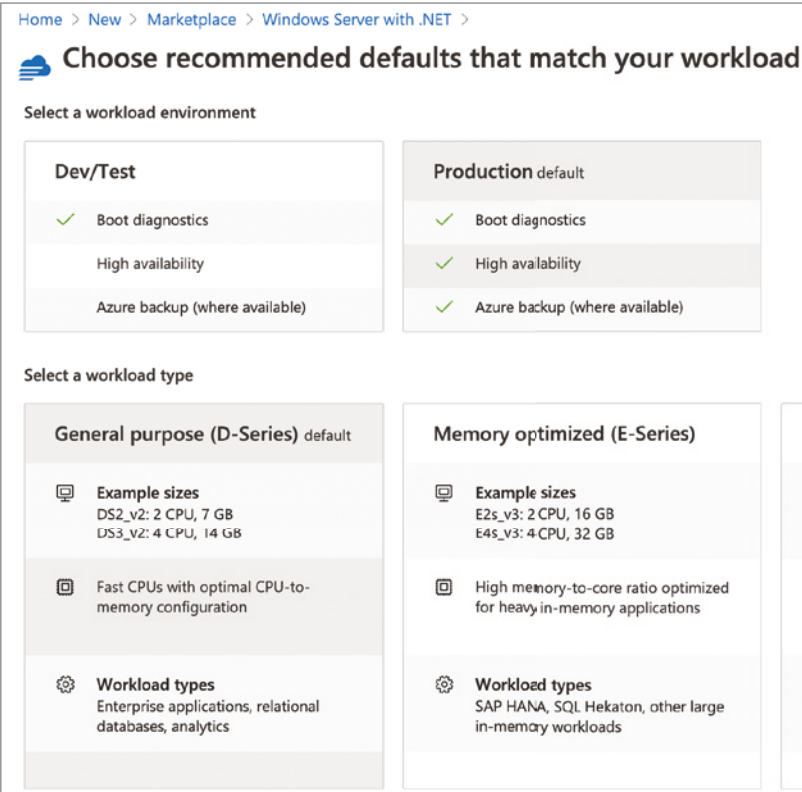 Home > New > Marketplace > Windows Server with .NET >
Choose recommended defaults that match your workload
Select a workload environment
Dev/Test
Boot diagnostics
High availability
Azure backup (where available)
Production default
Boot diagnostics
High availability
Azure backup (where available)
Select a workload type
General purpose (D-Series) default
Example sizes
DS2_v2: 2 CPU, 7 GB
DS3_v2: 4 CPU, 14 GB
Fast CPUs with optimal CPU-to-
memory configuration
Workload types
Enterprise applications, relational
databases, analytics
Memory optimized (E-Series)
Example sizes
E2s_v3: 2 CPU, 16 GB
E4s_v3: 4 CPU, 32 GB
High memory-to-core ratio optimized
for heavy in-memory applications
Workload types
SAP HANA, SQL Hekaton, other large
in-memory workloads